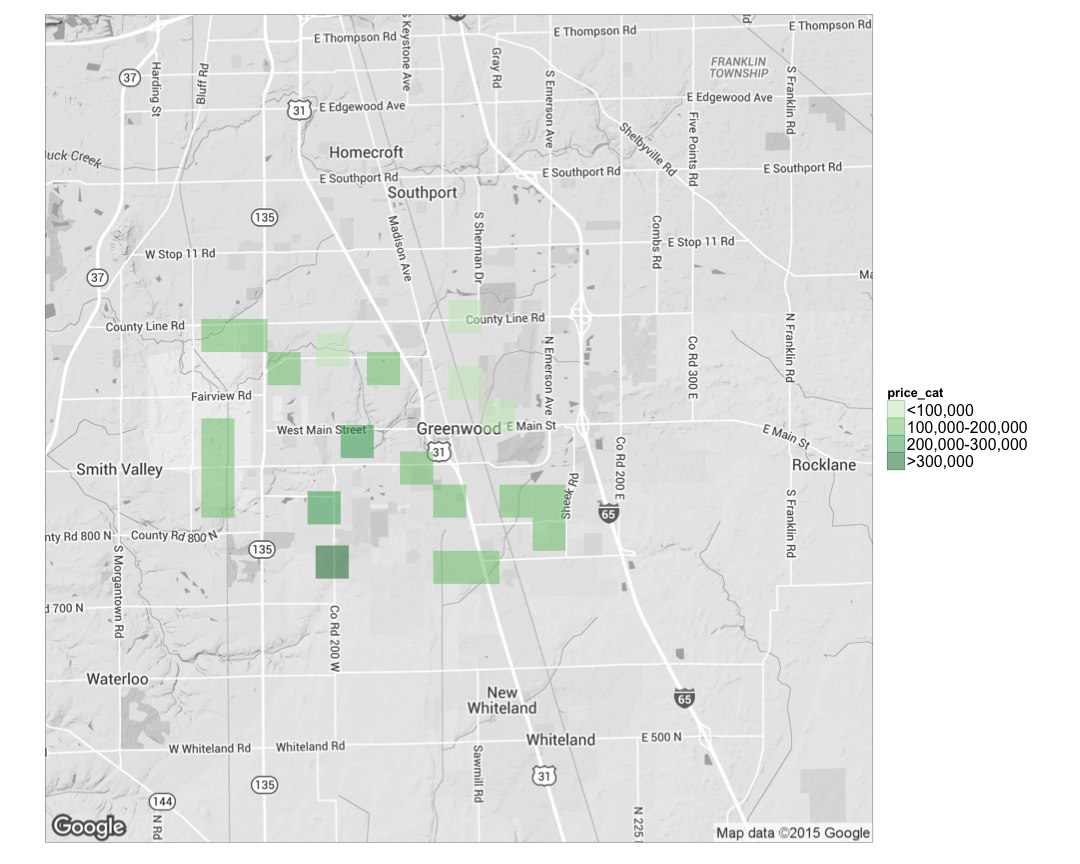 E Thompson Rd
E Thompson Rd
E Thompson Rd
S Keystone Ave
Gray Rd
S Emerson Ave
FRANKLIN
TOWNSHIP
37
Harding St
Bluff Rd
S Franklin Rd
31
E Edgewood Ave
E Edgewood Ave
Five Points Rd
Shelbyville Rd
Buck Creek
Homecroft
E Southport Rd
E Southport Rd
E Southport Rd
Southport
135
Madison Ave
S Sherman Dr
Combs Rd
E Stop 11 Rd
W Stop 11 Rd
37
Ma
County Line Rd
County Line Rd
N Emerson Ave
Co Rd 300 E
N Franklin Rd
Fairview Rd
price_cat
<100,000
100,000-200,000
200,000-300,000
>300,000
West Main Street
Greenwood
E Main St
E Main St
31
Smith Valley
Rocklane
Co Rd 200 E
Sheek Rd
65
S Franklin Rd
nty Rd 800 N
County Rd 800 N
135
S Morgantown Rd
d 700 N
Co Rd 200 W
Waterloo
New
Whiteland
65
W Whiteland Rd
Whiteland Rd
Whiteland
E 500 N
Sawmill Rd
31
135
144
N Rd
N 225
Google
Map data ©2015 Google